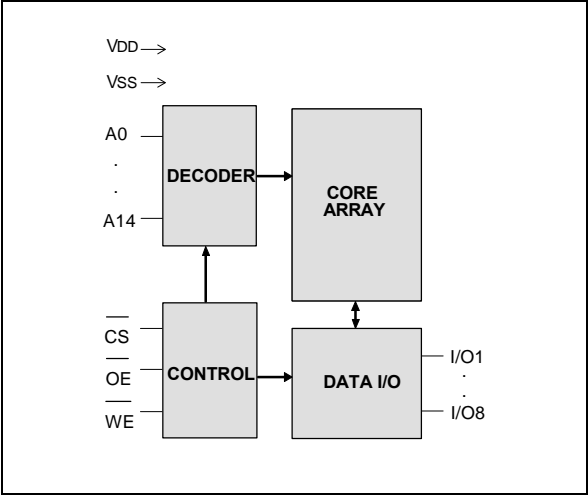 VDD
VSS
A0
.
.
A14
DECODER
CORE
ARRAY
CS
OE
WE
CONTROL
DATA I/O
I/O1
.
.
I/O8